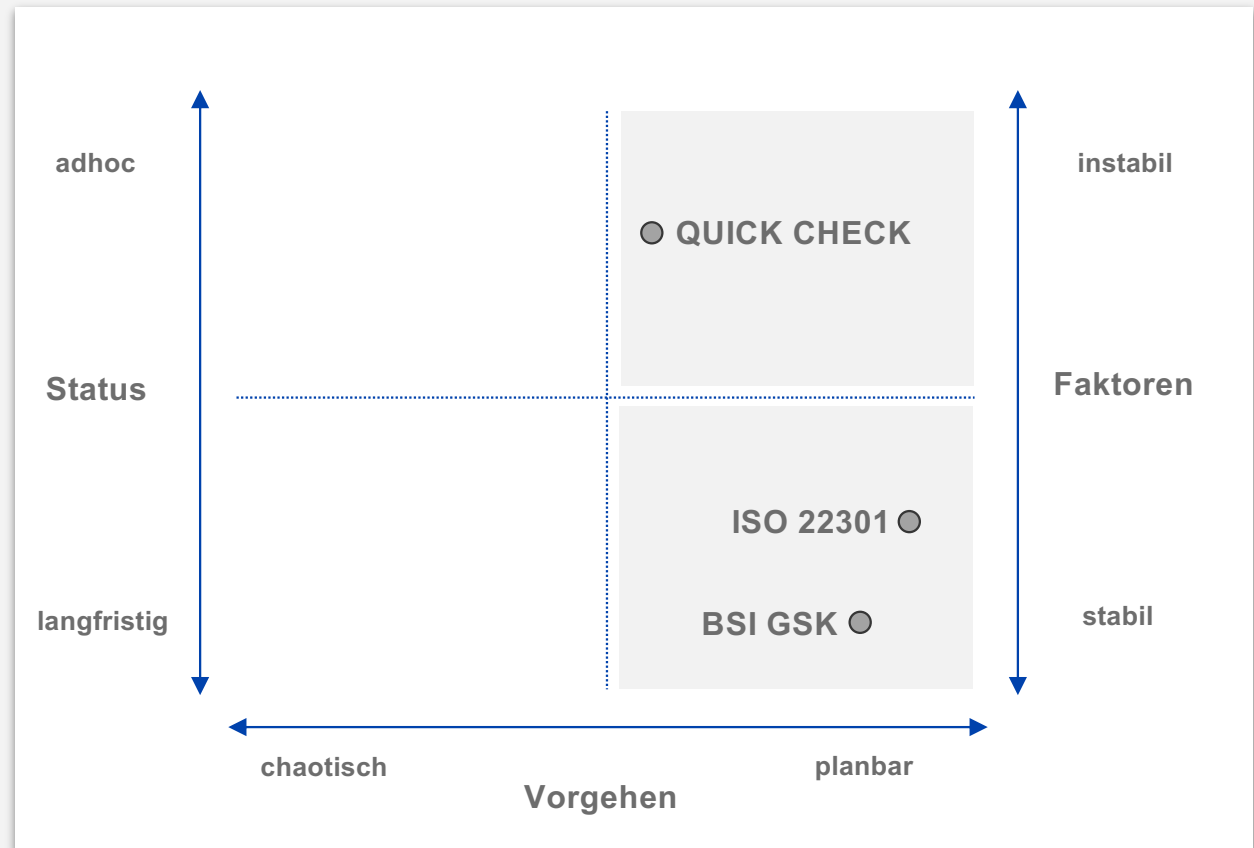 adhoc
instabil
QUICK CHECK
Status
Faktoren
ISO 22301
langfristig
BSI GSK
stabil
chaotisch
planbar
Vorgehen